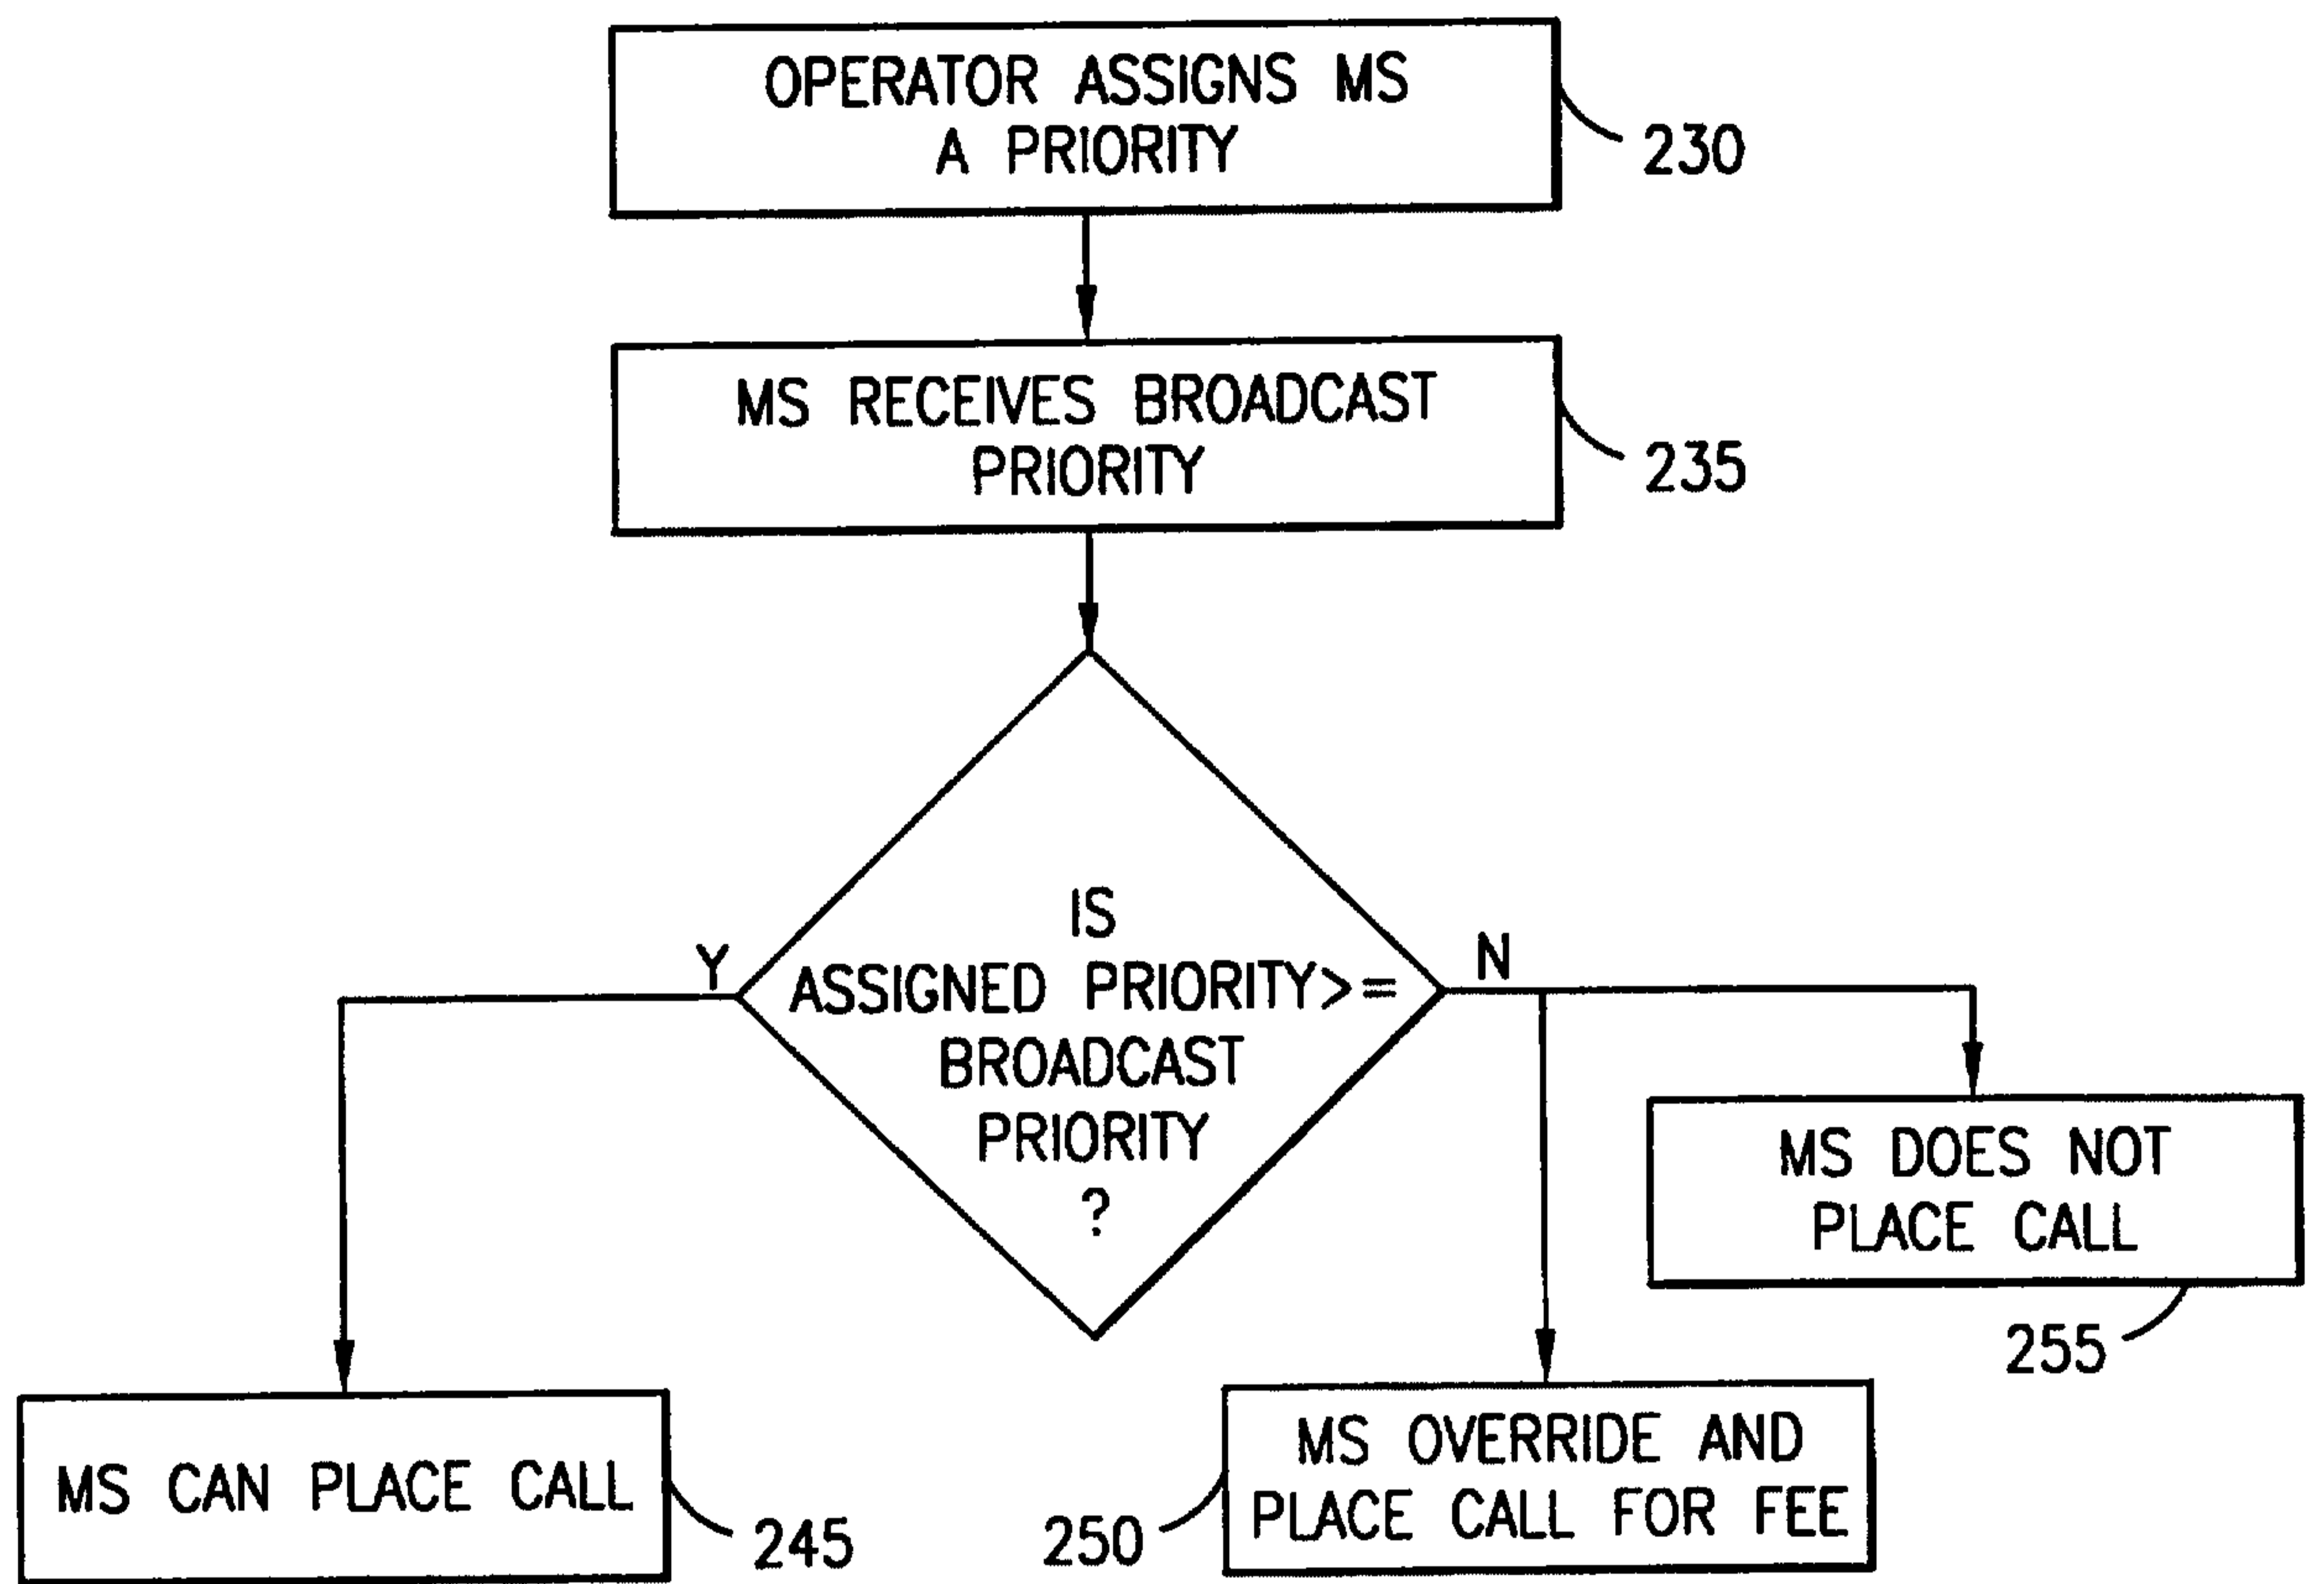 OPERATOR ASSIGNS MS
A PRIORITY
230
MS RECEIVES BROADCAST
PRIORITY
235
IS
ASSIGNED PRIORITY>=
BROADCAST
PRIORITY
?
Y
N
MS DOES NOT
PLACE CALL
255
MS CAN PLACE CALL
245
MS OVERRIDE AND
PLACE CALL FOR FEE
250